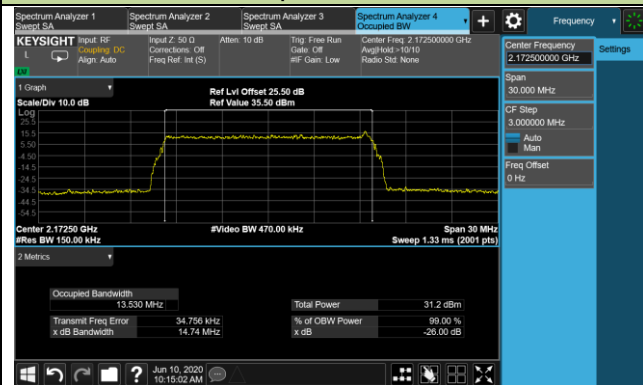 Spectrum Analyzer 1
Swept SA
Spectrum Analyzer 2
Swept SA
Spectrum Analyzer 3
Swept SA
Spectrum Analyzer 4
Occupied BW
Frequency
KEYSIGHT
L
Input: RF
Coupling: DC
Align: Auto
Input Z: 50 Ω
Corrections: Off
Freq Ref: Int (S)
Atten: 10 dB
Trig: Free Run
Gate: Off
#IF Gain: Low
Center Freq: 2.172500000 GHz
Avg|Hold:>10/10
Radio Std: None
Center Frequency
2.172500000 GHz
Settings
Span
30.000 MHz
CF Step
3.000000 MHz
Auto
Man
Freq Offset
0 Hz
1 Graph
Scale/Div 10.0 dB
Ref Lvl Offset 25.50 dB
Ref Value 35.50 dBm
Log
25.5
15.5
5.50
-4.50
-14.5
-24.5
-34.5
-44.5
-54.5
Center 2.17250 GHz
#Res BW 150.00 kHz
#Video BW 470.00 kHz
Span 30 MHz
Sweep 1.33 ms (2001 pts)
2 Metrics
Occupied Bandwidth
13.530 MHz
Total Power
31.2 dBm
Transmit Freq Error
34.756 kHz
% of OBW Power
99.00 %
x dB Bandwidth
14.74 MHz
x dB
-26.00 dB
Jun 10, 2020
10:15:02 AM